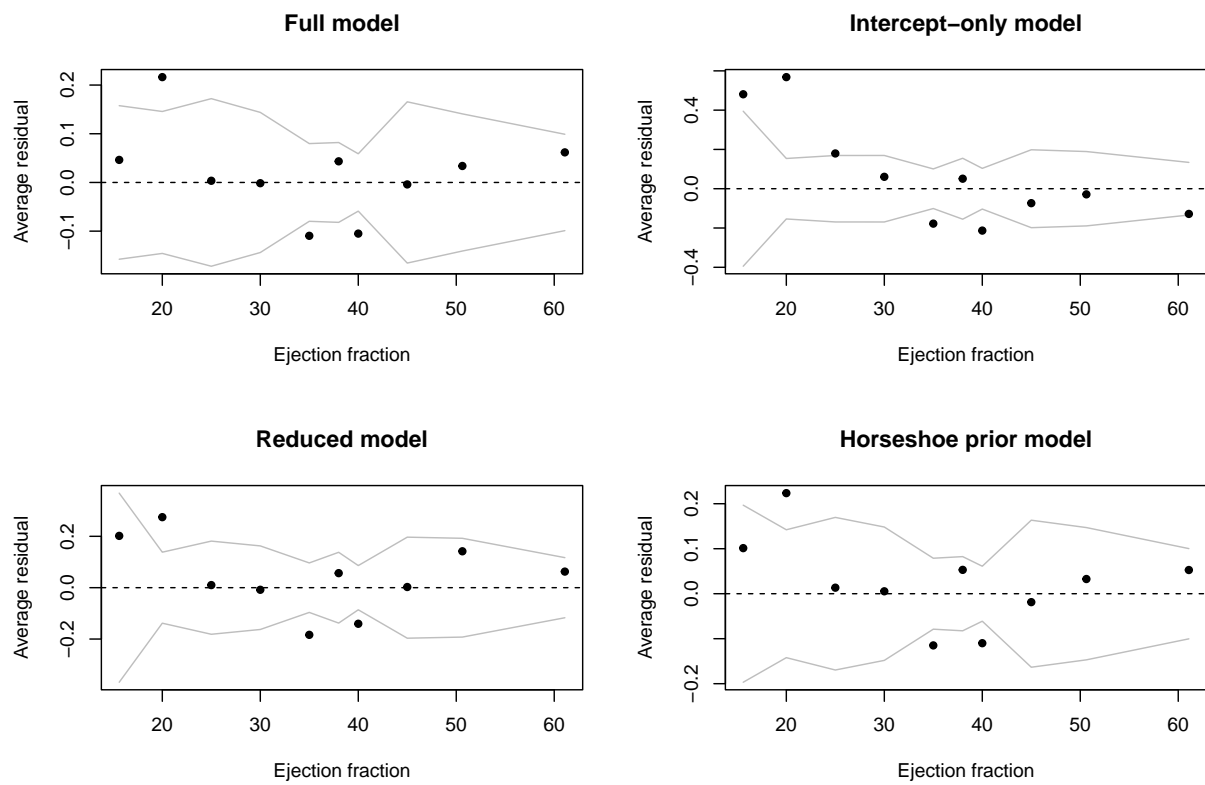 Full model
Average residual
0.2
0.1
0.0
−0.1
20 30 40 50 60
Ejection fraction
Intercept−only model
Average residual
0.4
0.0
−0.4
20 30 40 50 60
Ejection fraction
Reduced model
Average residual
0.2
0.0
−0.2
20 30 40 50 60
Ejection fraction
Horseshoe prior model
Average residual
0.2
0.1
0.0
−0.2
20 30 40 50 60
Ejection fraction